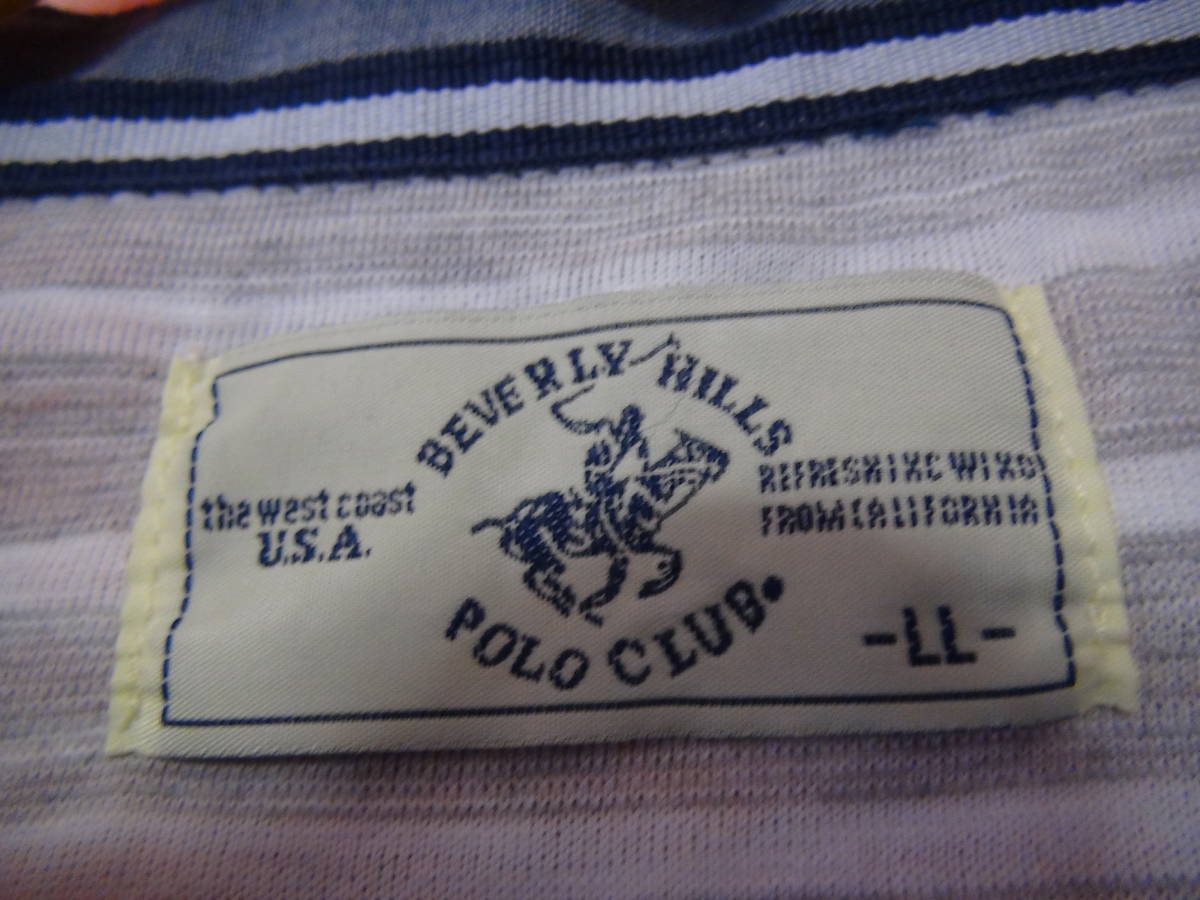 BEVERLY HILLS
the west coast
U.S.A.
REFRESHING WIND
FROM CALIFORNIA
POLO CLUB.
-LL-